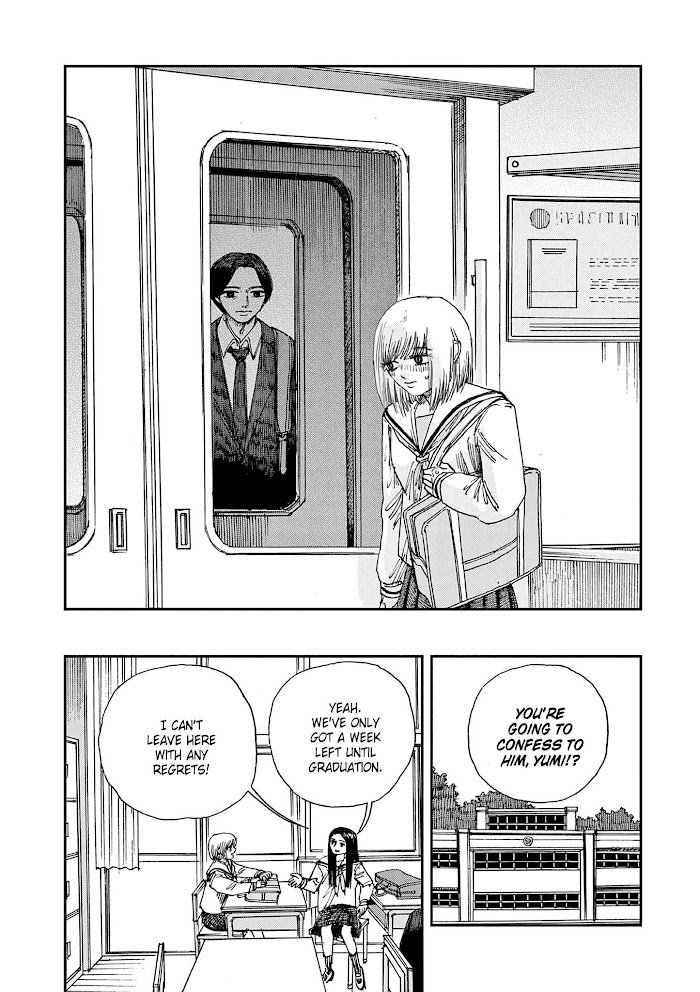 YOU'RE
GOING TO
CONFESS TO
HIM, YUMI!?
YEAH.
WE'VE ONLY
GOT A WEEK
LEFT UNTIL
GRADUATION.
I CAN'T
LEAVE HERE
WITH ANY
REGRETS!